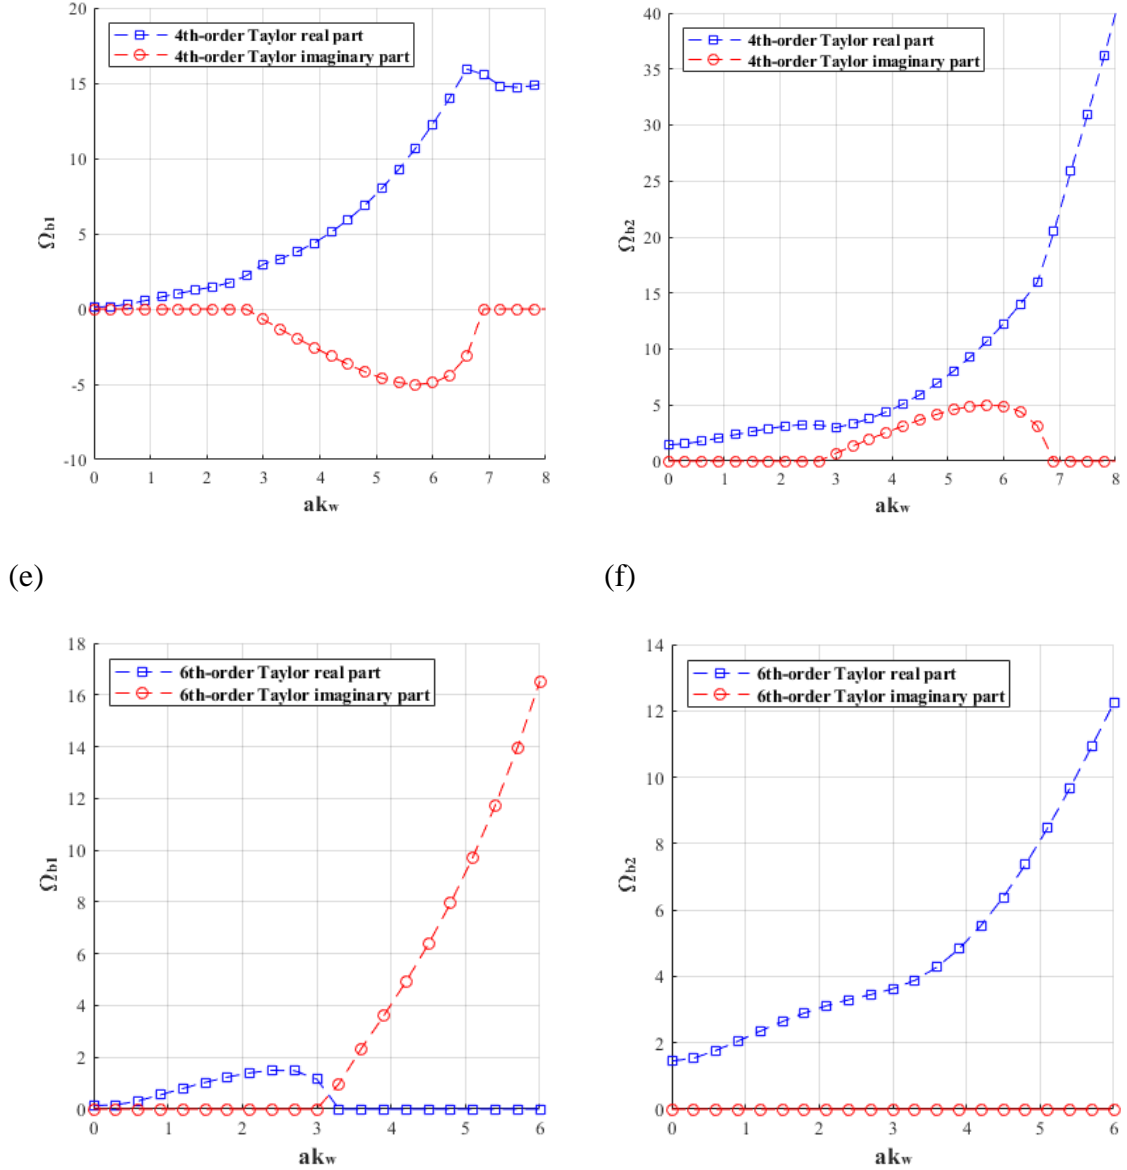 20
15
10
5
0
-5
-10
0 1 2 3 4 5 6 7 8
Ωb1
akw
4th-order Taylor real part
4th-order Taylor imaginary part
40
35
30
25
20
15
10
5
0
0 1 2 3 4 5 6 7 8
Ωb2
akw
4th-order Taylor real part
4th-order Taylor imaginary part
(e)
(f)
18
16
14
12
10
8
6
4
2
0
0 1 2 3 4 5 6
Ωb1
akw
6th-order Taylor real part
6th-order Taylor imaginary part
14
12
10
8
6
4
2
0
0 1 2 3 4 5 6
Ωb2
akw
6th-order Taylor real part
6th-order Taylor imaginary part